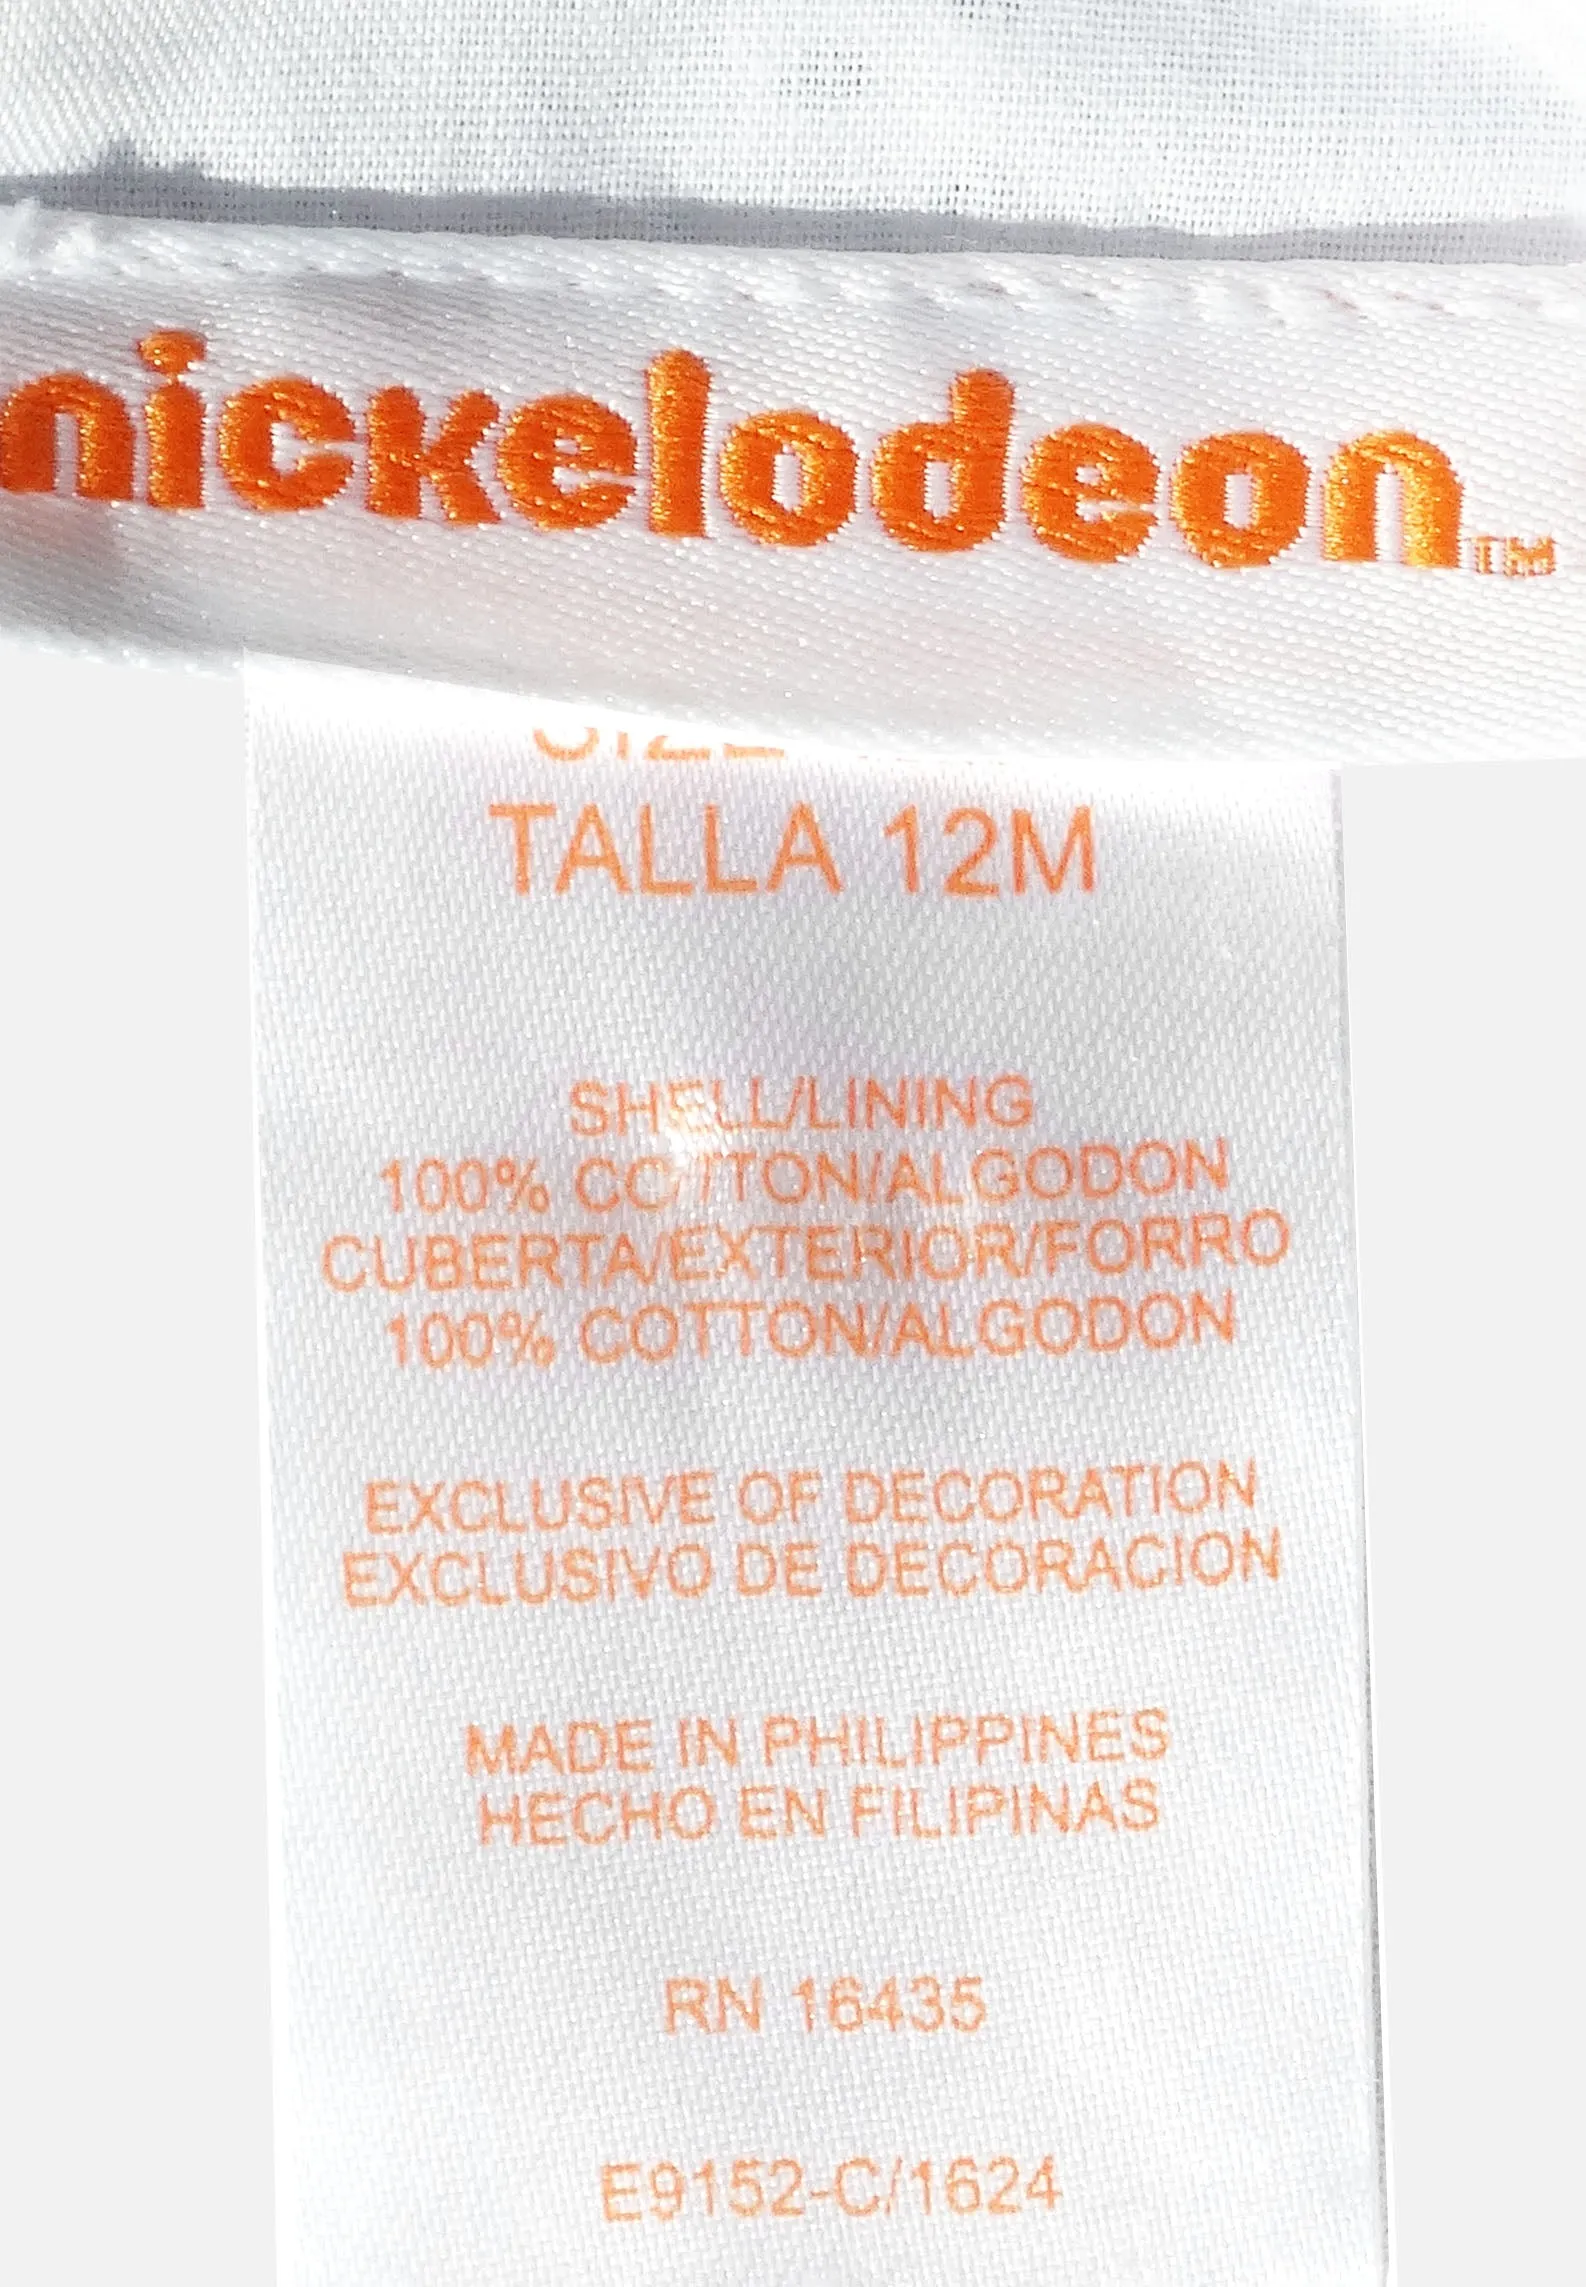 nickelodeon™
SIZE
TALLA 12M
SHELL/LINING
100% COTTON/ALGODON
CUBERTA/EXTERIOR/FORRO
100% COTTON/ALGODON
EXCLUSIVE OF DECORATION
EXCLUSIVO DE DECORACION
MADE IN PHILIPPINES
HECHO EN FILIPINAS
RN 16435
E9152-C/1624